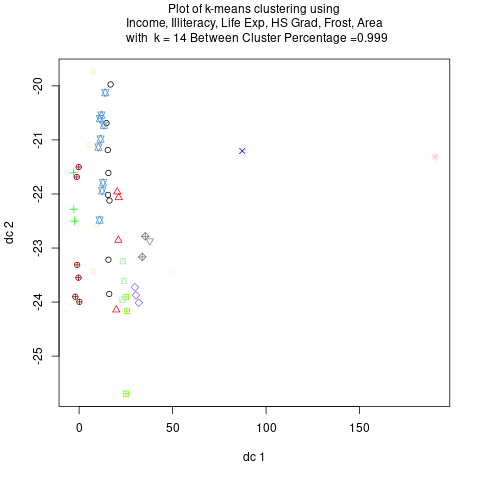 Plot of k-means clustering using
Income, Illiteracy, Life Exp, HS Grad, Frost, Area
with  k = 14 Between Cluster Percentage =0.999
-20
-21
-22
-23
-24
-25
dc 2
0
50
100
150
dc 1